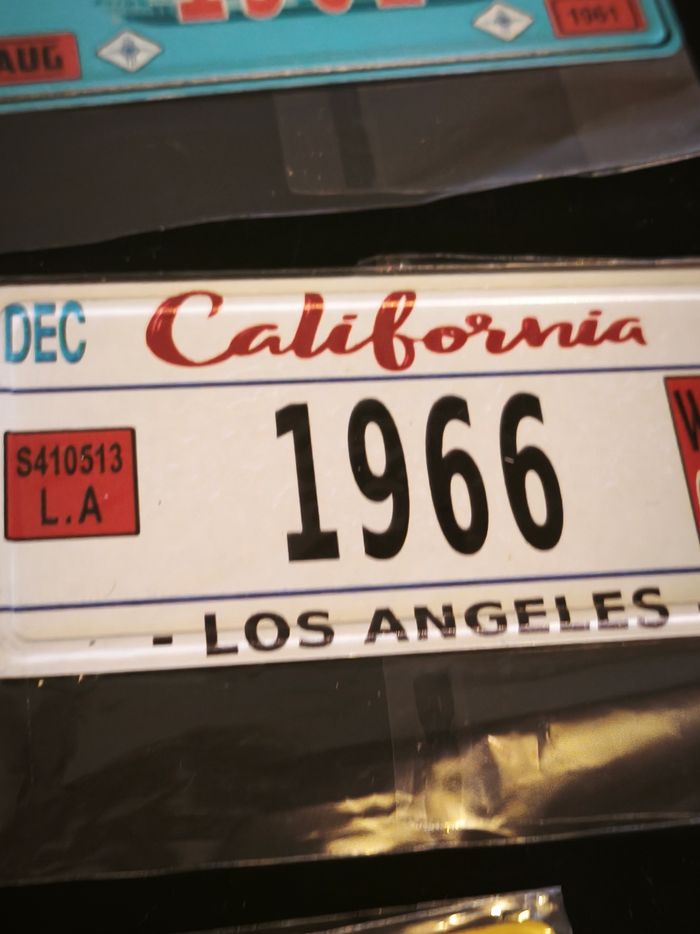 AUG
1961
DEC
California
S410513
L.A
1966
- LOS ANGELES